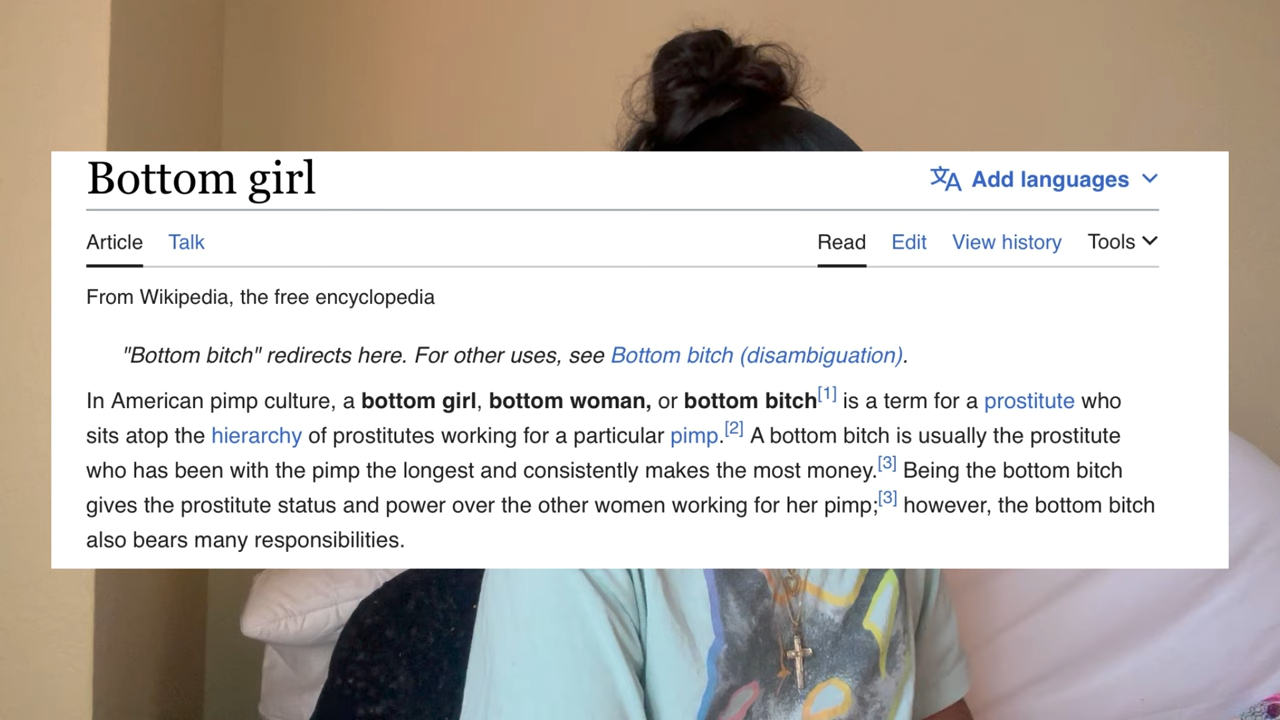 Bottom girl
Add languages
Article Talk Read Edit View history Tools
From Wikipedia, the free encyclopedia
"Bottom bitch" redirects here. For other uses, see Bottom bitch (disambiguation).
In American pimp culture, a bottom girl, bottom woman, or bottom bitch[1] is a term for a prostitute who
sits atop the hierarchy of prostitutes working for a particular pimp.[2] A bottom bitch is usually the prostitute
who has been with the pimp the longest and consistently makes the most money.[3] Being the bottom bitch
gives the prostitute status and power over the other women working for her pimp;[3] however, the bottom bitch
also bears many responsibilities.